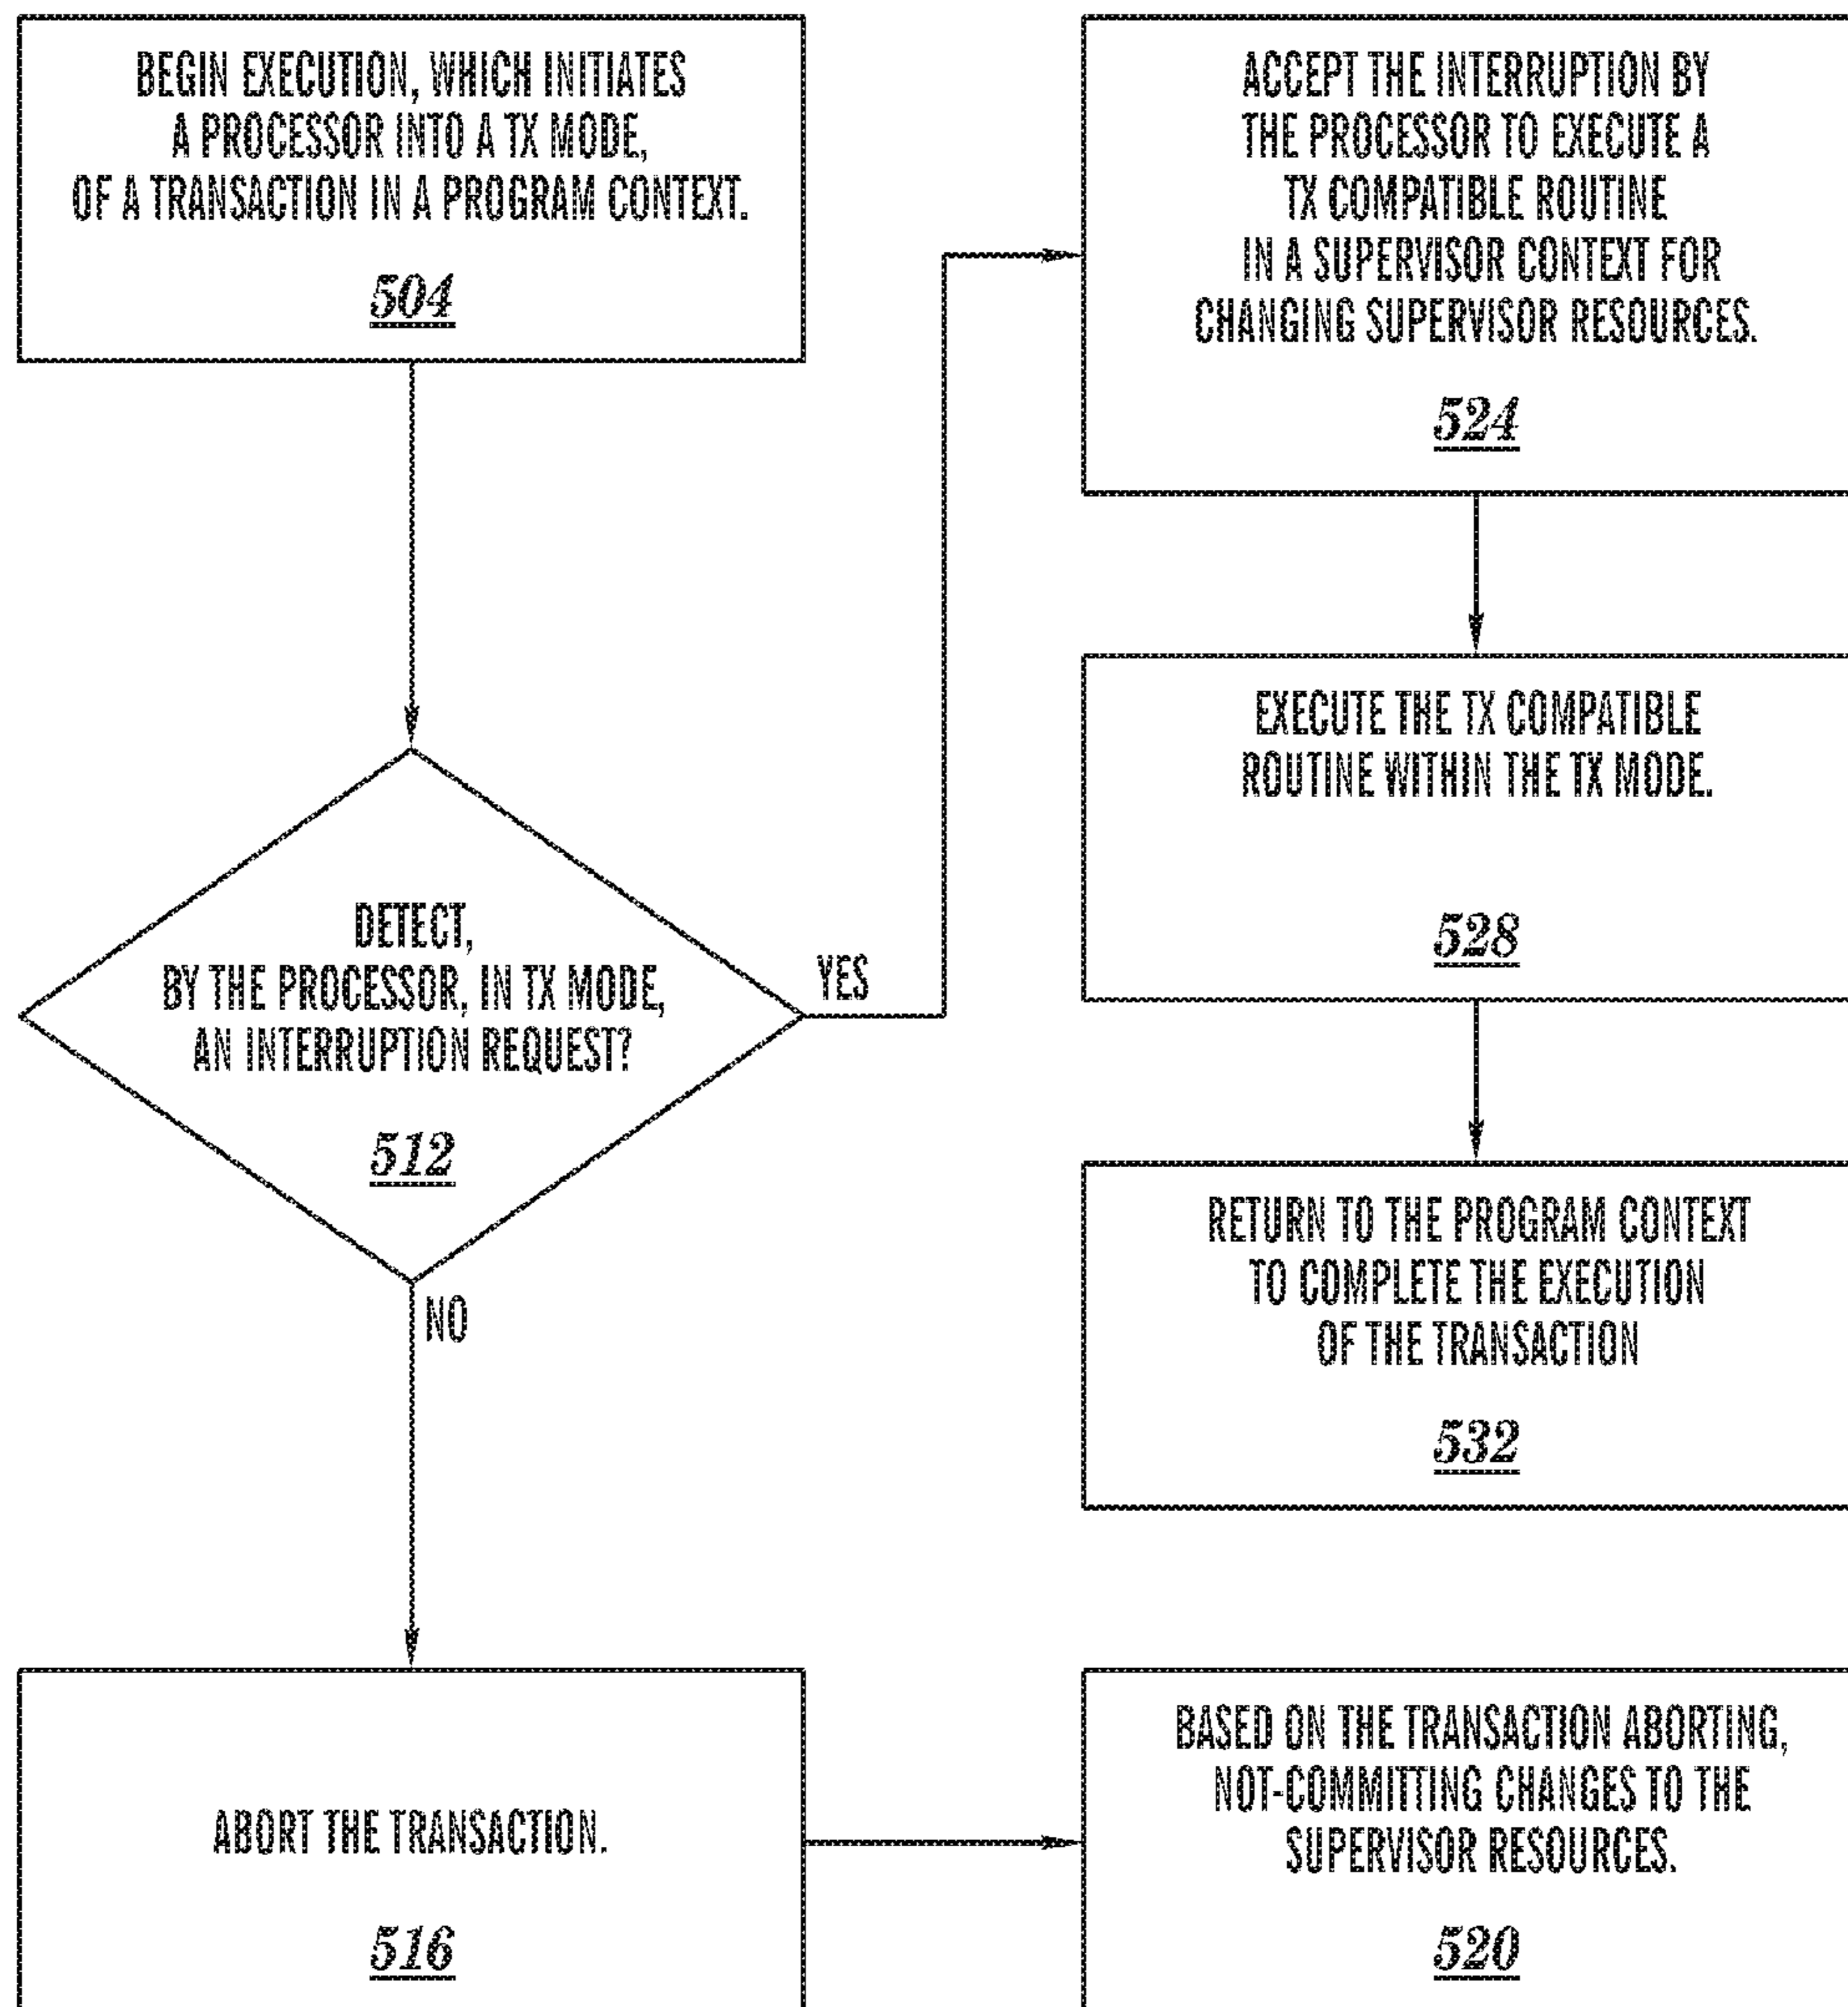 BEGIN EXECUTION, WHICH INITIATES
A PROCESSOR INTO A TX MODE,
OF A TRANSACTION IN A PROGRAM CONTEXT.
504
DETECT,
BY THE PROCESSOR, IN TX MODE,
AN INTERRUPTION REQUEST?
512
YES
NO
ABORT THE TRANSACTION.
516
ACCEPT THE INTERRUPTION BY
THE PROCESSOR TO EXECUTE A
TX COMPATIBLE ROUTINE
IN A SUPERVISOR CONTEXT FOR
CHANGING SUPERVISOR RESOURCES.
524
EXECUTE THE TX COMPATIBLE
ROUTINE WITHIN THE TX MODE.
528
RETURN TO THE PROGRAM CONTEXT
TO COMPLETE THE EXECUTION
OF THE TRANSACTION
532
BASED ON THE TRANSACTION ABORTING,
NOT-COMMITTING CHANGES TO THE
SUPERVISOR RESOURCES.
520